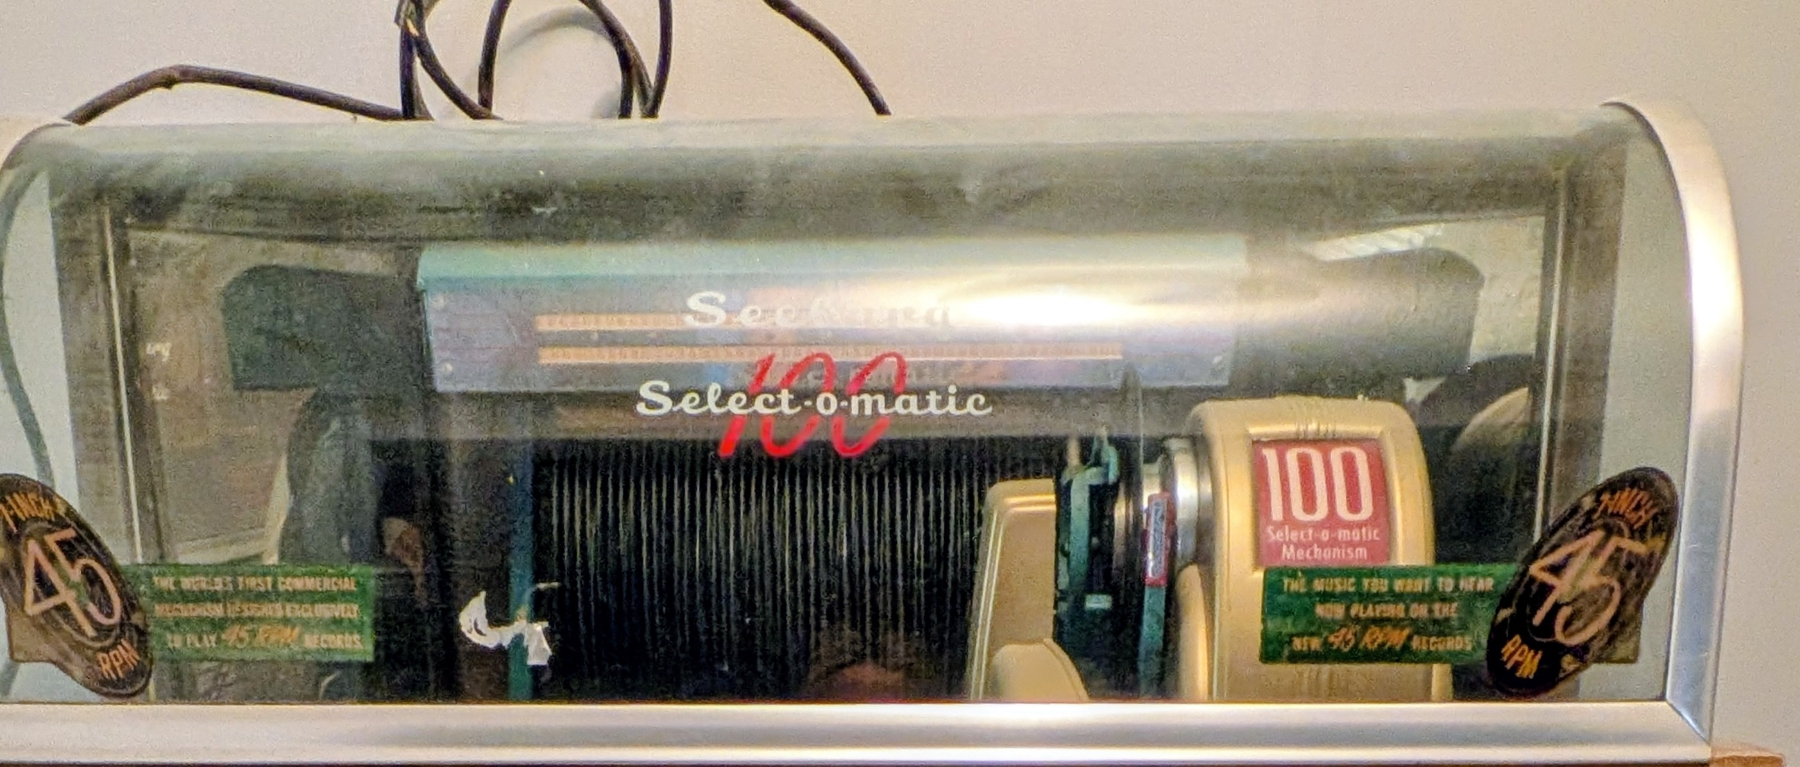 Seeburg
Select-o-matic
100
100
Select-o-matic
Mechanism
7-INCH
45
RPM
THE WORLD'S FIRST COMMERCIAL
MECHANISM DESIGNED EXCLUSIVELY
TO PLAY 45 RPM RECORDS
THE MUSIC YOU WANT TO HEAR
NOW PLAYING ON THE
NEW 45 RPM RECORDS
7-INCH
45
RPM